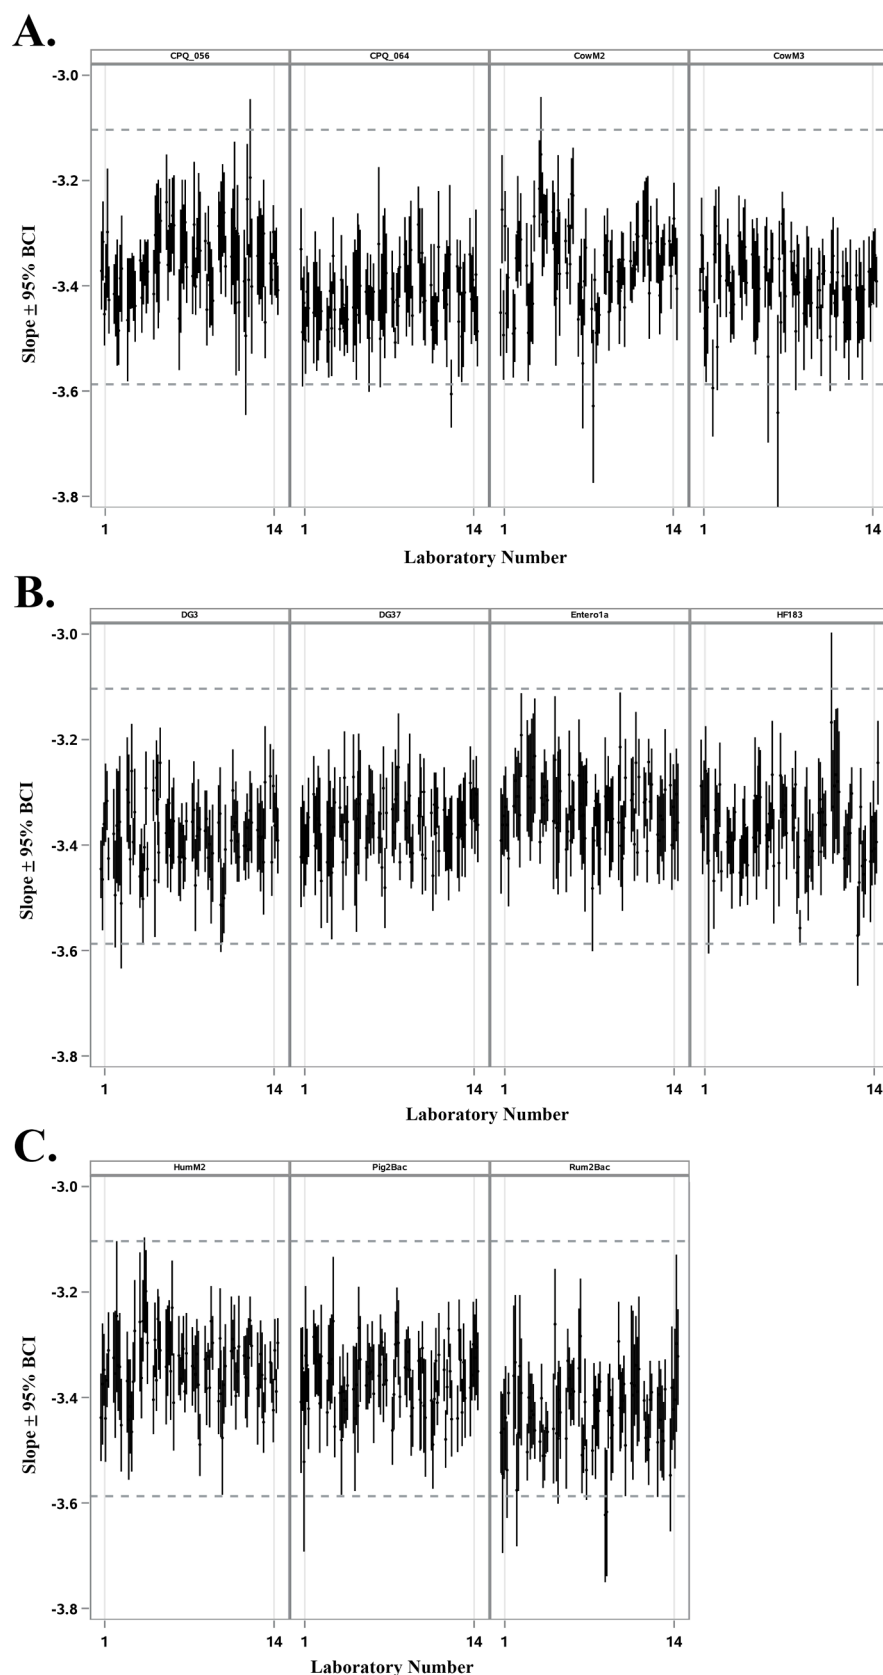 A.
CPQ_056 CPQ_064 CowM2 CowM3
-3.0
-3.2
-3.4
-3.6
-3.8
Slope ± 95% BCI
1 14 1 14 1 14 1 14
Laboratory Number
B.
DG3 DG37 Entero1a HF183
-3.0
-3.2
-3.4
-3.6
-3.8
Slope ± 95% BCI
1 14 1 14 1 14 1 14
Laboratory Number
C.
HumM2 Pig2Bac Rum2Bac
-3.0
-3.2
-3.4
-3.6
-3.8
Slope ± 95% BCI
1 14 1 14 1 14
Laboratory Number